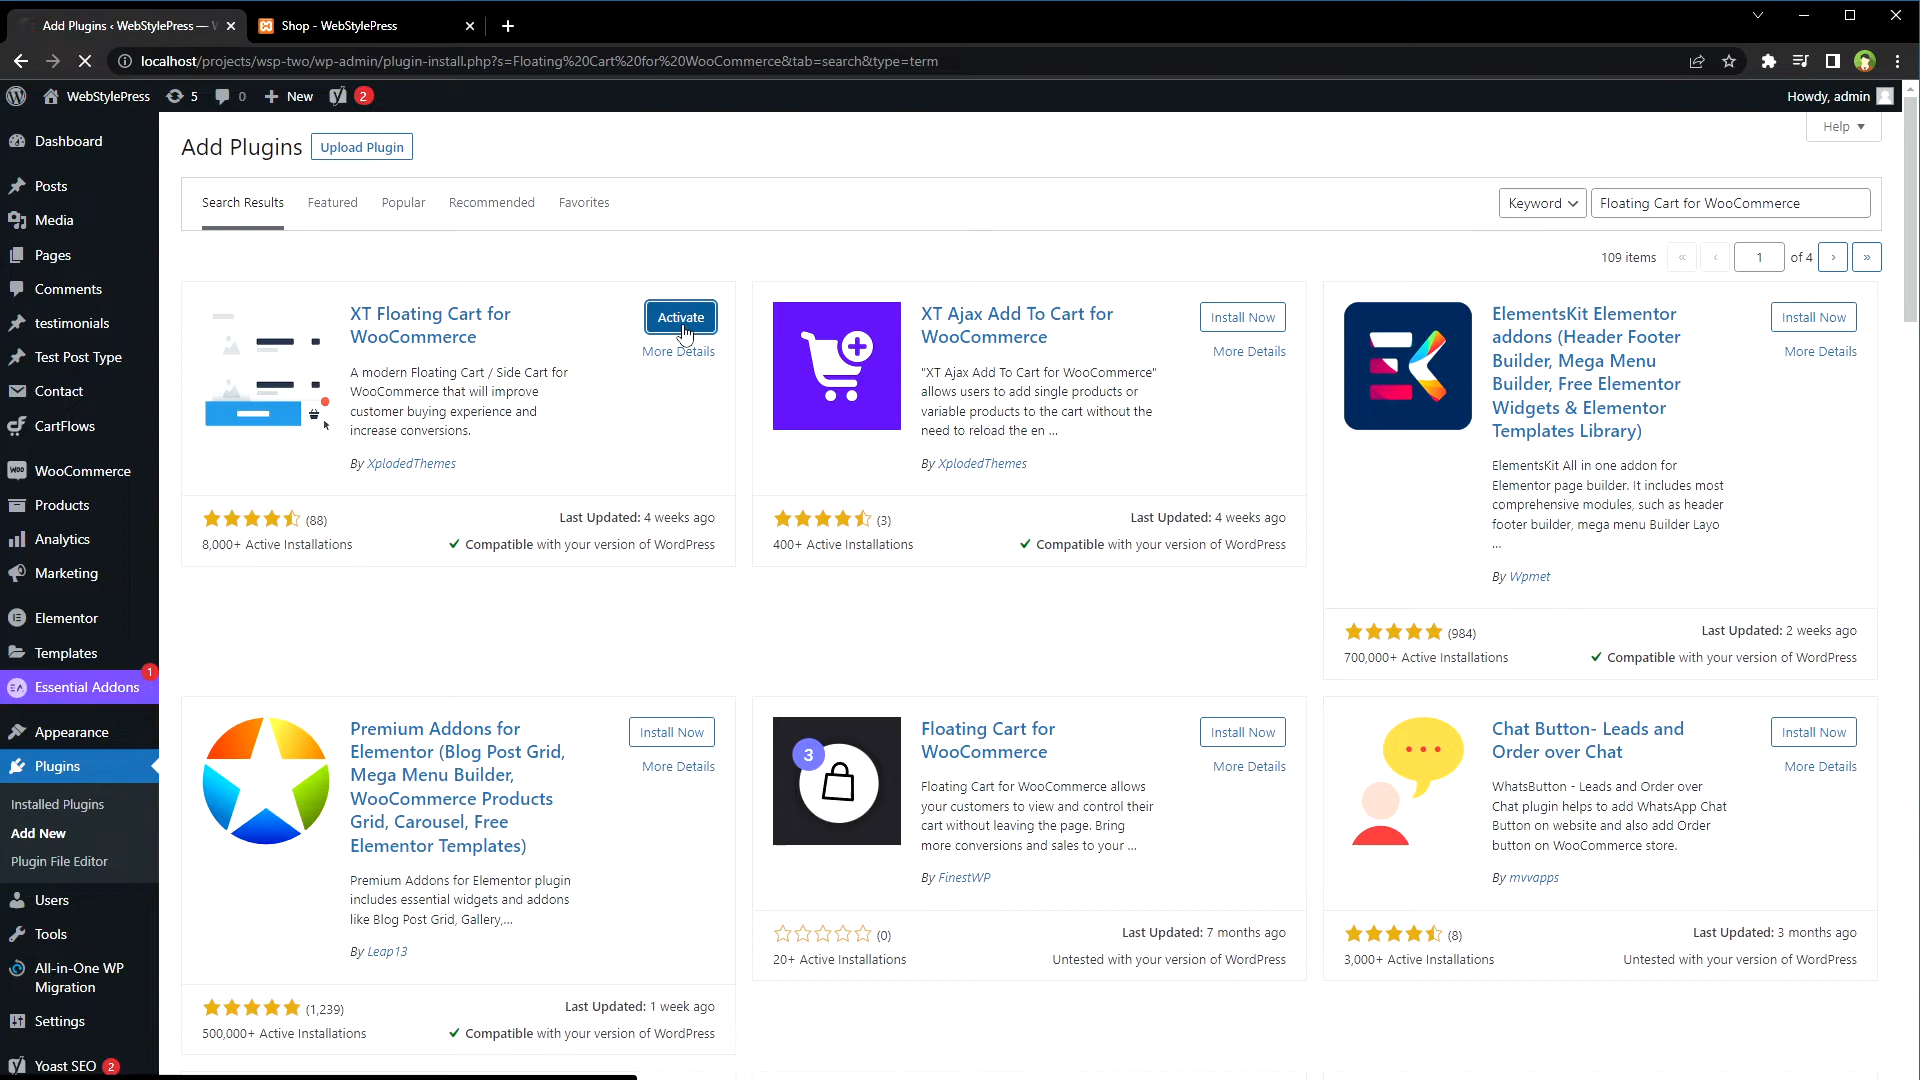 Add Plugins ‹ WebStylePress — W
Shop - WebStylePress
localhost/projects/wsp-two/wp-admin/plugin-install.php?s=Floating%20Cart%20for%20WooCommerce&tab=search&type=term
WebStylePress
5
0
New
2
Howdy, admin
Dashboard
Posts
Media
Pages
Comments
testimonials
Test Post Type
Contact
CartFlows
WooCommerce
Products
Analytics
Marketing
Elementor
Templates
1
Essential Addons
Appearance
Plugins
Installed Plugins
Add New
Plugin File Editor
Users
Tools
All-in-One WP
Migration
Settings
Yoast SEO 2
Help
Add Plugins
Upload Plugin
Search Results
Featured
Popular
Recommended
Favorites
Keyword
Floating Cart for WooCommerce
109 items
«
‹
1
of 4
›
»
XT Floating Cart for
WooCommerce
Activate
More Details
A modern Floating Cart / Side Cart for
WooCommerce that will improve
customer buying experience and
increase conversions.
By XplodedThemes
(88)
Last Updated: 4 weeks ago
8,000+ Active Installations
Compatible with your version of WordPress
XT Ajax Add To Cart for
WooCommerce
Install Now
More Details
"XT Ajax Add To Cart for WooCommerce"
allows users to add single products or
variable products to the cart without the
need to reload the en ...
By XplodedThemes
(3)
Last Updated: 4 weeks ago
400+ Active Installations
Compatible with your version of WordPress
ElementsKit Elementor
addons (Header Footer
Builder, Mega Menu
Builder, Free Elementor
Widgets & Elementor
Templates Library)
Install Now
More Details
ElementsKit All in one addon for
Elementor page builder. It includes most
comprehensive modules, such as header
footer builder, mega menu Builder Layo
...
By Wpmet
(984)
Last Updated: 2 weeks ago
700,000+ Active Installations
Compatible with your version of WordPress
Premium Addons for
Elementor (Blog Post Grid,
Mega Menu Builder,
WooCommerce Products
Grid, Carousel, Free
Elementor Templates)
Install Now
More Details
Premium Addons for Elementor plugin
includes essential widgets and addons
like Blog Post Grid, Gallery,...
By Leap13
(1,239)
Last Updated: 1 week ago
500,000+ Active Installations
Compatible with your version of WordPress
3
Floating Cart for
WooCommerce
Install Now
More Details
Floating Cart for WooCommerce allows
your customers to view and control their
cart without leaving the page. Bring
more conversions and sales to your ...
By FinestWP
(0)
Last Updated: 7 months ago
20+ Active Installations
Untested with your version of WordPress
Chat Button- Leads and
Order over Chat
Install Now
More Details
WhatsButton - Leads and Order over
Chat plugin helps to add WhatsApp Chat
Button on website and also add Order
button on WooCommerce store.
By mvvapps
(8)
Last Updated: 3 months ago
3,000+ Active Installations
Untested with your version of WordPress